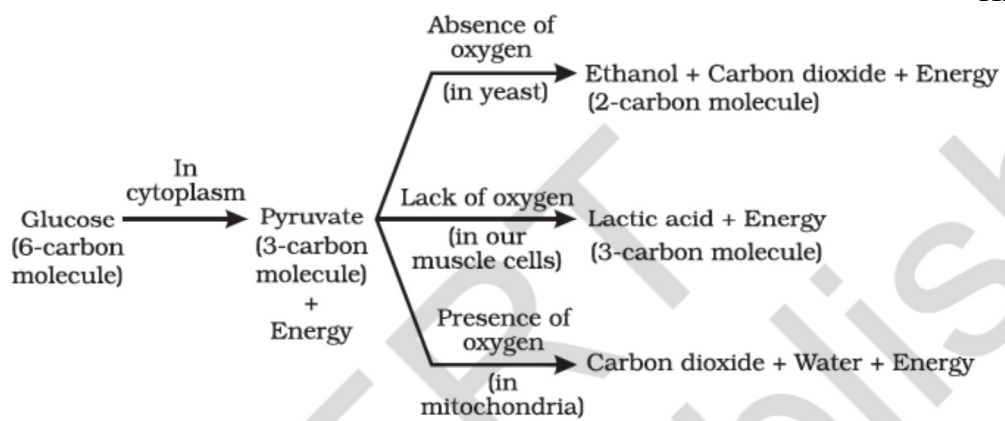 Absence of
oxygen
(in yeast)
Ethanol + Carbon dioxide + Energy
(2-carbon molecule)
In
cytoplasm
Glucose
(6-carbon
molecule)
Pyruvate
(3-carbon
molecule)
+
Energy
Lack of oxygen
(in our
muscle cells)
Lactic acid + Energy
(3-carbon molecule)
Presence of
oxygen
(in
mitochondria)
Carbon dioxide + Water + Energy